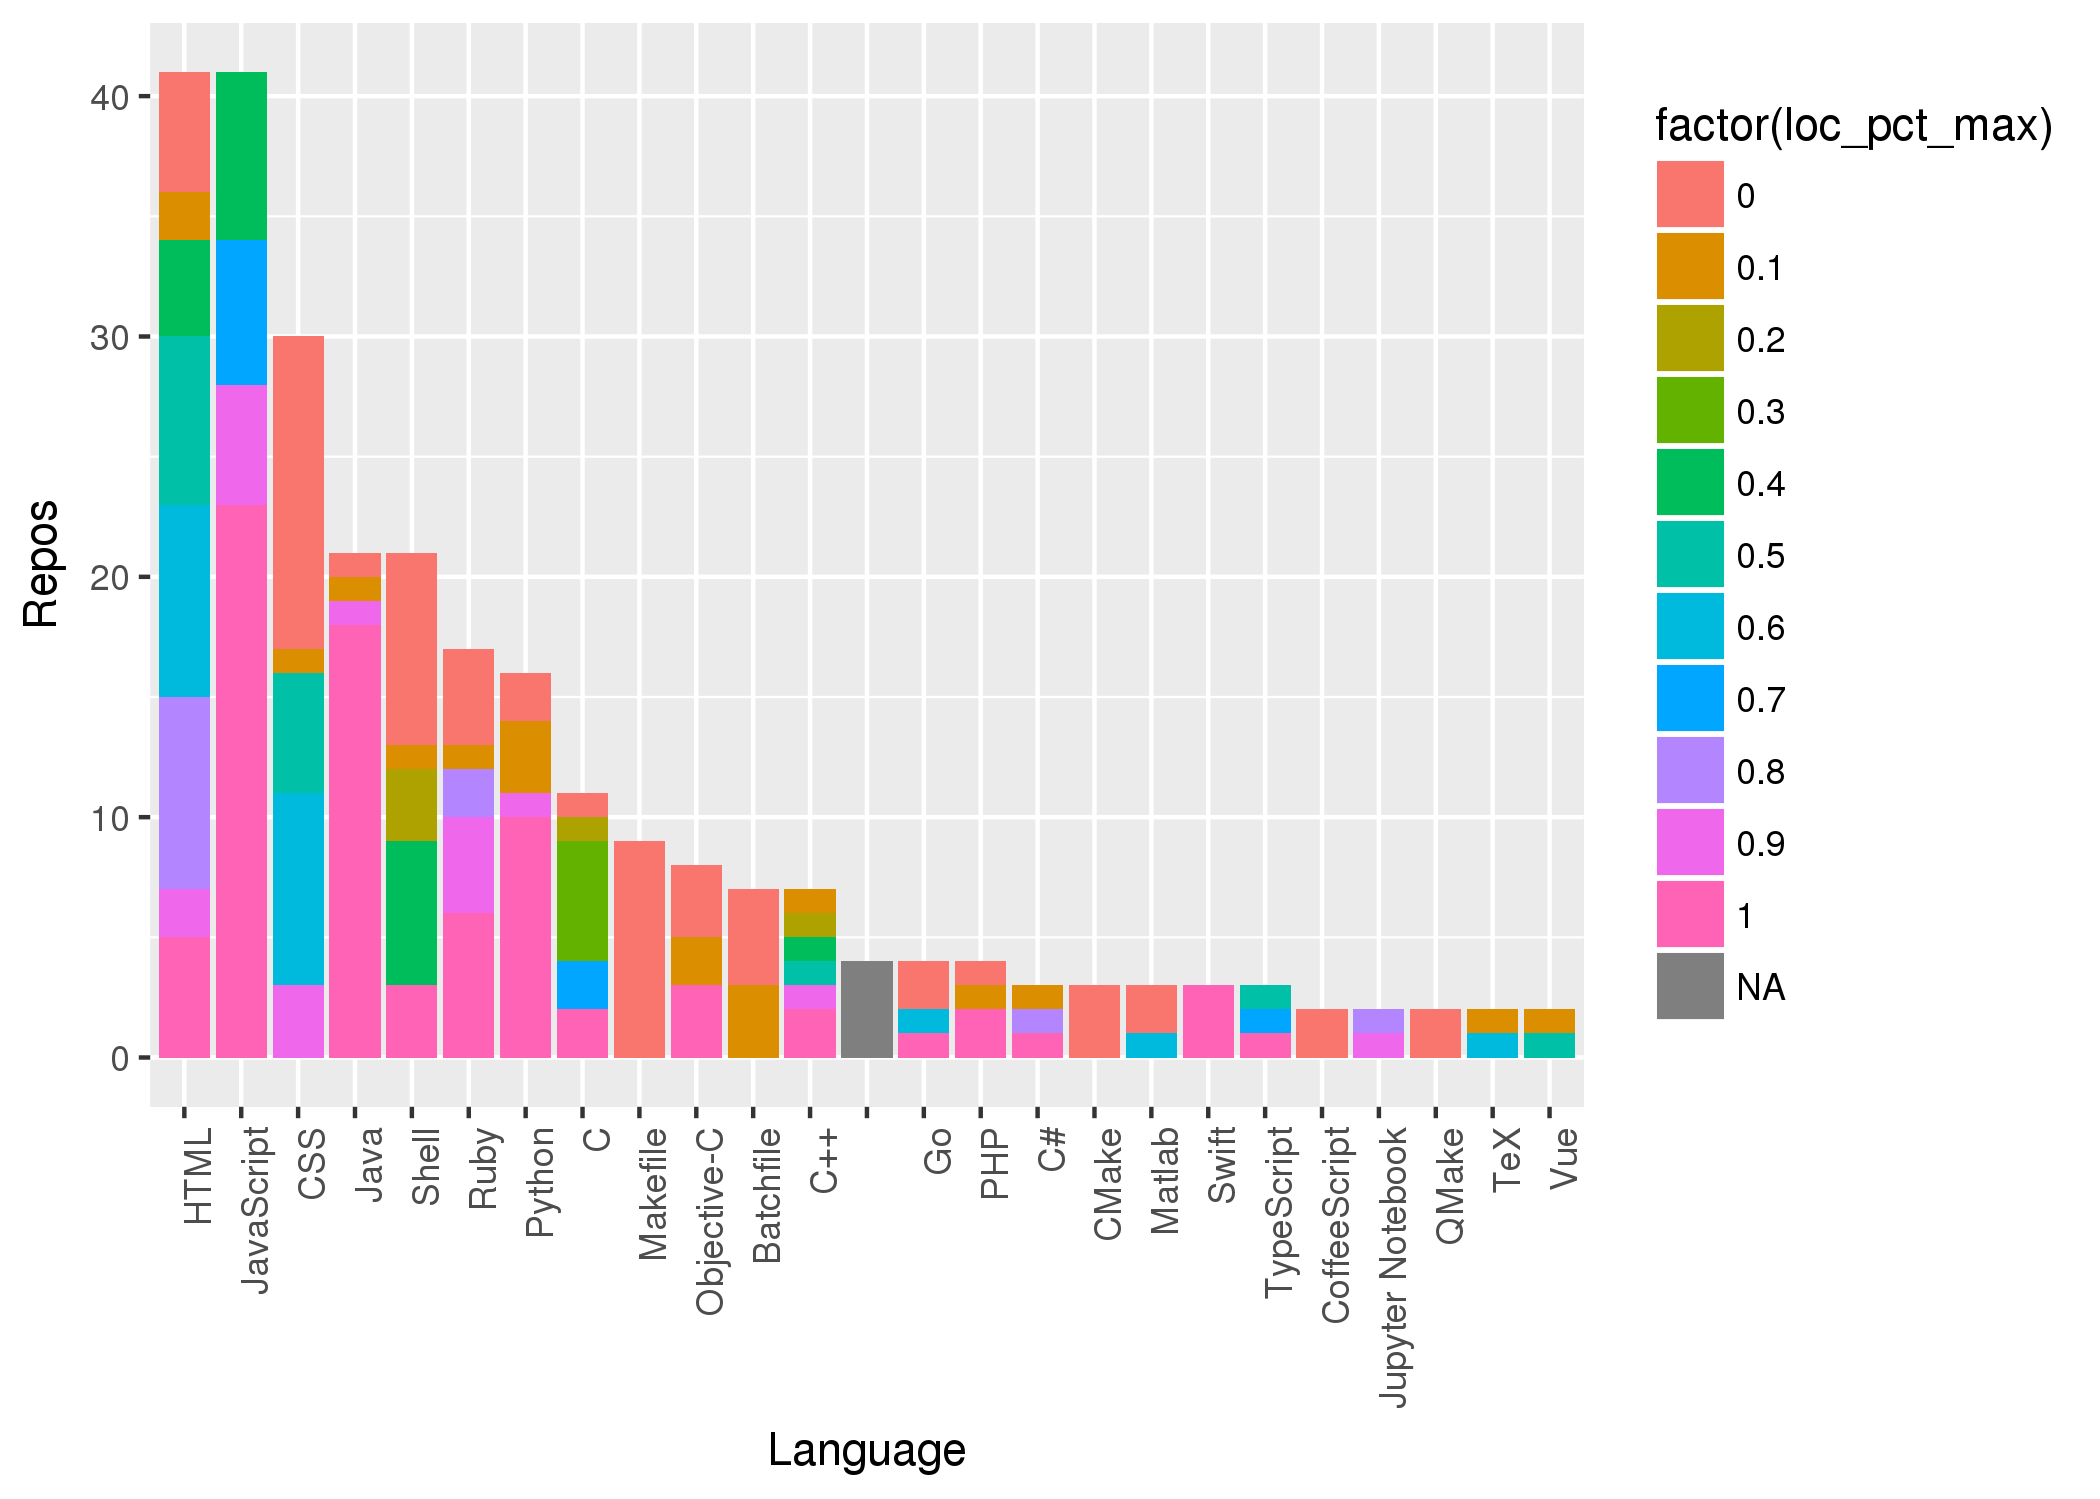 40
30
20
10
0
Repos
HTML
JavaScript
CSS
Java
Shell
Ruby
Python
C
Makefile
Objective-C
Batchfile
C++
Go
PHP
C#
CMake
Matlab
Swift
TypeScript
CoffeeScript
Jupyter Notebook
QMake
TeX
Vue
Language
factor(loc_pct_max)
0
0.1
0.2
0.3
0.4
0.5
0.6
0.7
0.8
0.9
1
NA